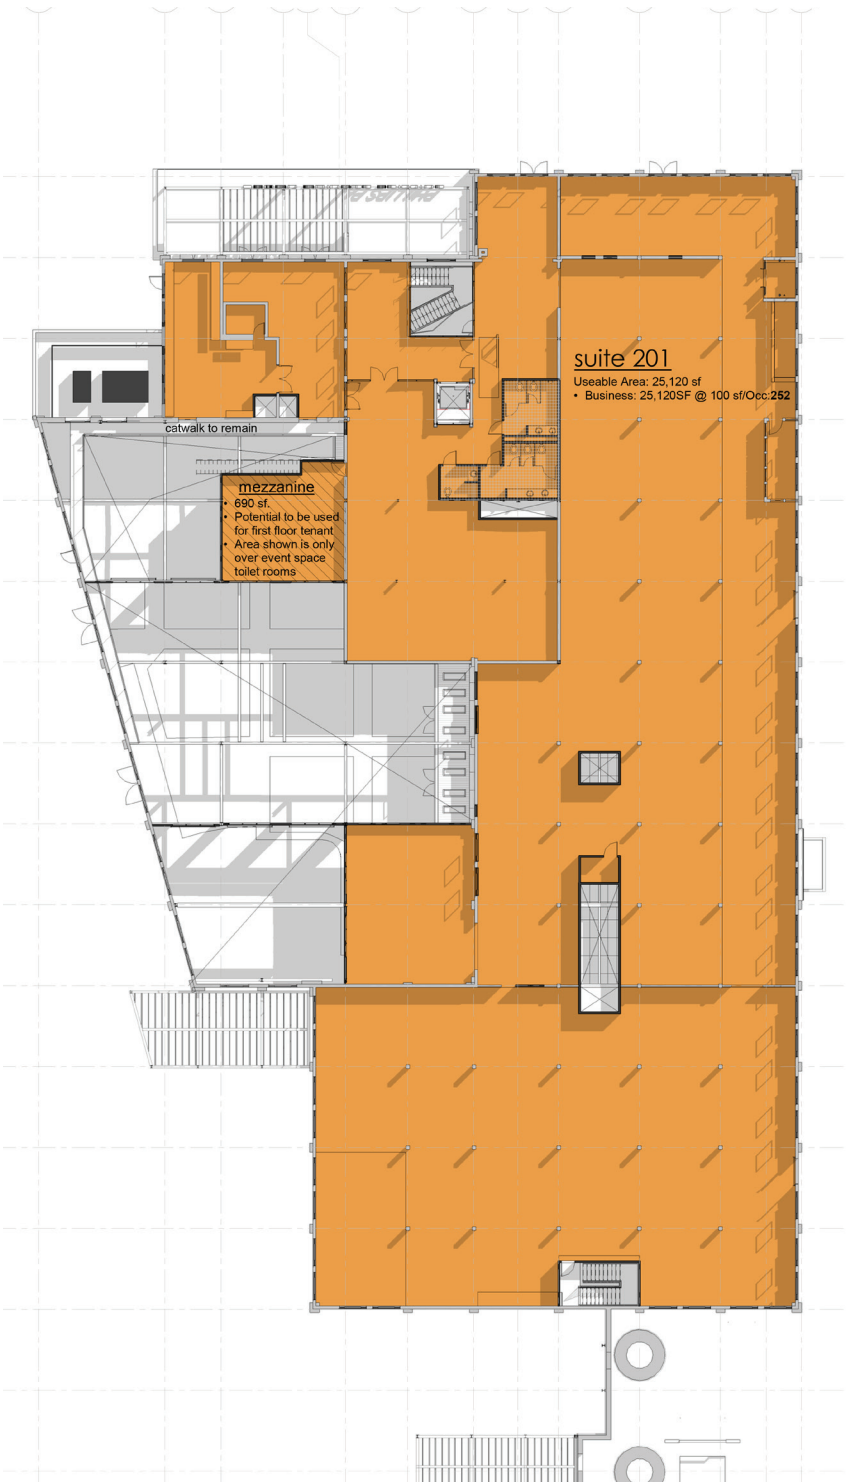 suite 201
Useable Area: 25,120 sf
• Business: 25,120SF @ 100 sf/Occ:252
catwalk to remain
mezzanine
• 690 sf.
• Potential to be used
for first floor tenant
• Area shown is only
over event space
toilet rooms